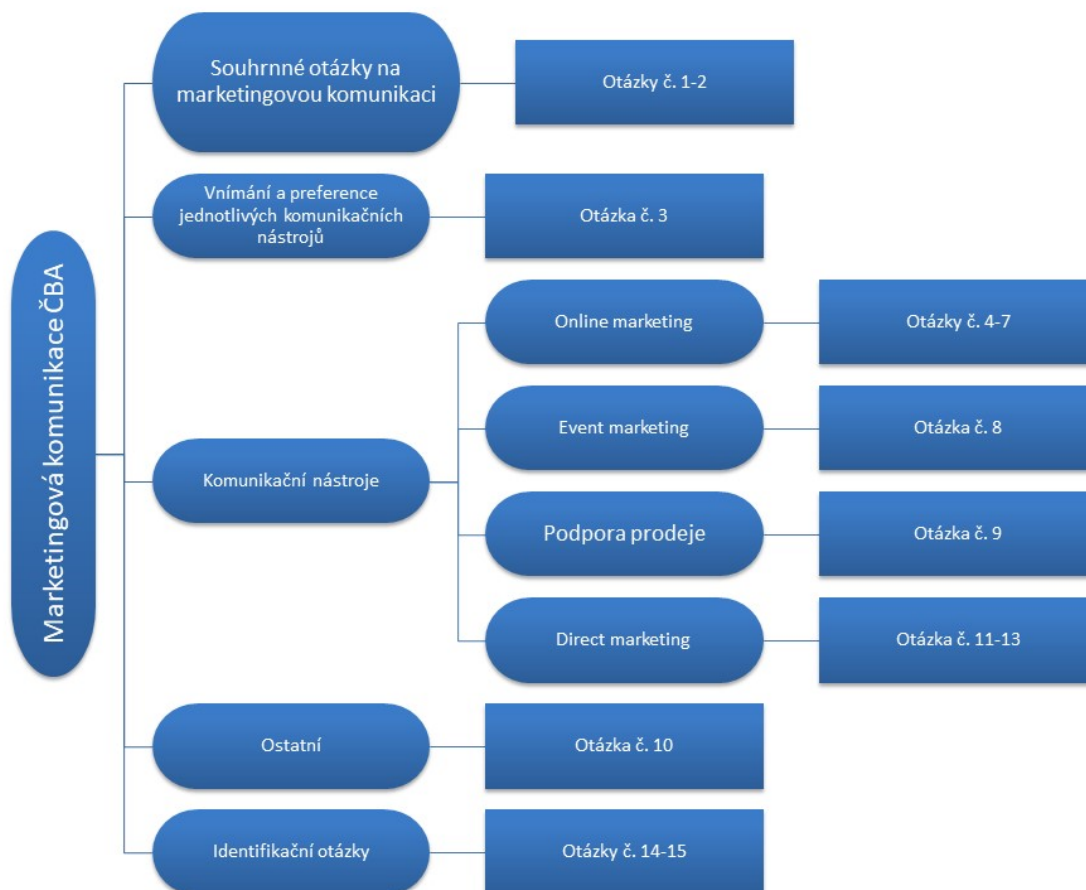 Marketingová komunikace ČBA
Souhrnné otázky na
marketingovou komunikaci
Otázky č. 1-2
Vnímání a preference
jednotlivých komunikačních
nástrojů
Otázka č. 3
Komunikační nástroje
Online marketing
Otázky č. 4-7
Event marketing
Otázka č. 8
Podpora prodeje
Otázka č. 9
Direct marketing
Otázka č. 11-13
Ostatní
Otázka č. 10
Identifikační otázky
Otázky č. 14-15